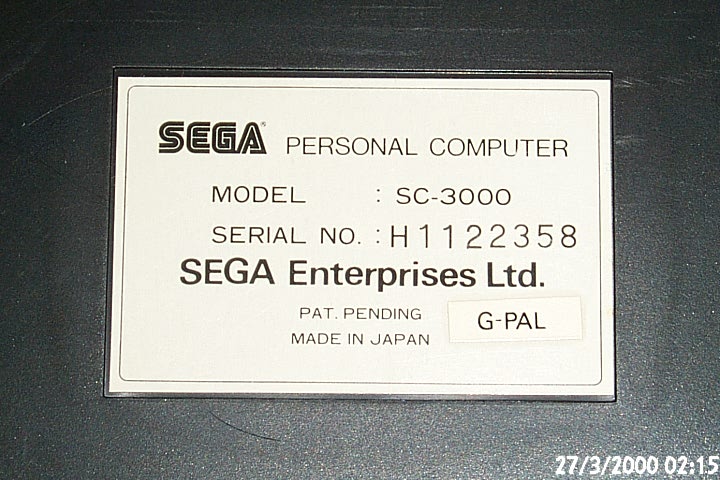 SEGA® PERSONAL COMPUTER
MODEL : SC-3000
SERIAL NO. : H1122358
SEGA Enterprises Ltd.
PAT. PENDING
MADE IN JAPAN
G-PAL
27/3/2000 02:15